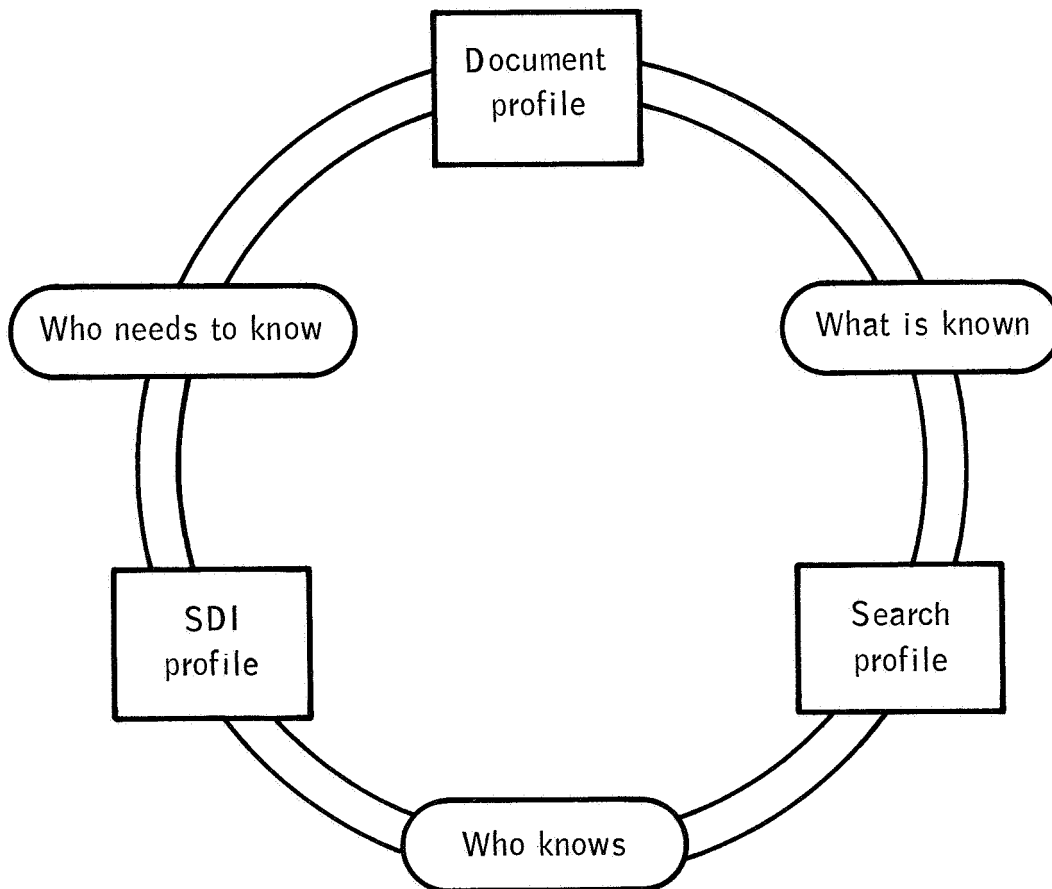 Document
profile
Who needs to know
What is known
SDI
profile
Search
profile
Who knows